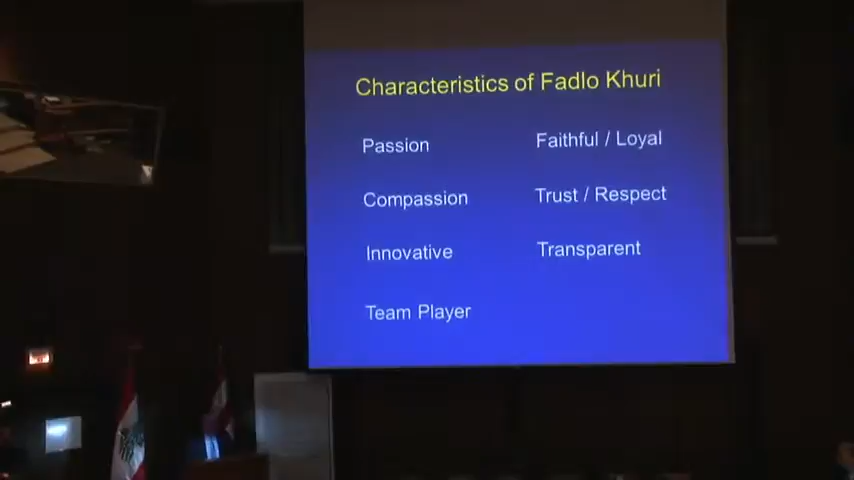 Characteristics of Fadlo Khuri
Passion
Compassion
Innovative
Team Player
Faithful / Loyal
Trust / Respect
Transparent